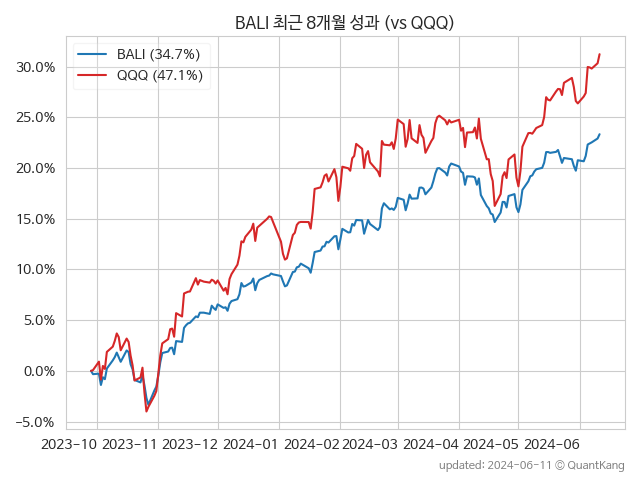 BALI 최근 8개월 성과 (vs QQQ)
BALI (34.7%)
QQQ (47.1%)
30.0%
25.0%
20.0%
15.0%
10.0%
5.0%
0.0%
−5.0%
2023-10 2023-11 2023-12 2024-01 2024-02 2024-03 2024-04 2024-05 2024-06
updated: 2024-06-11 © QuantKang